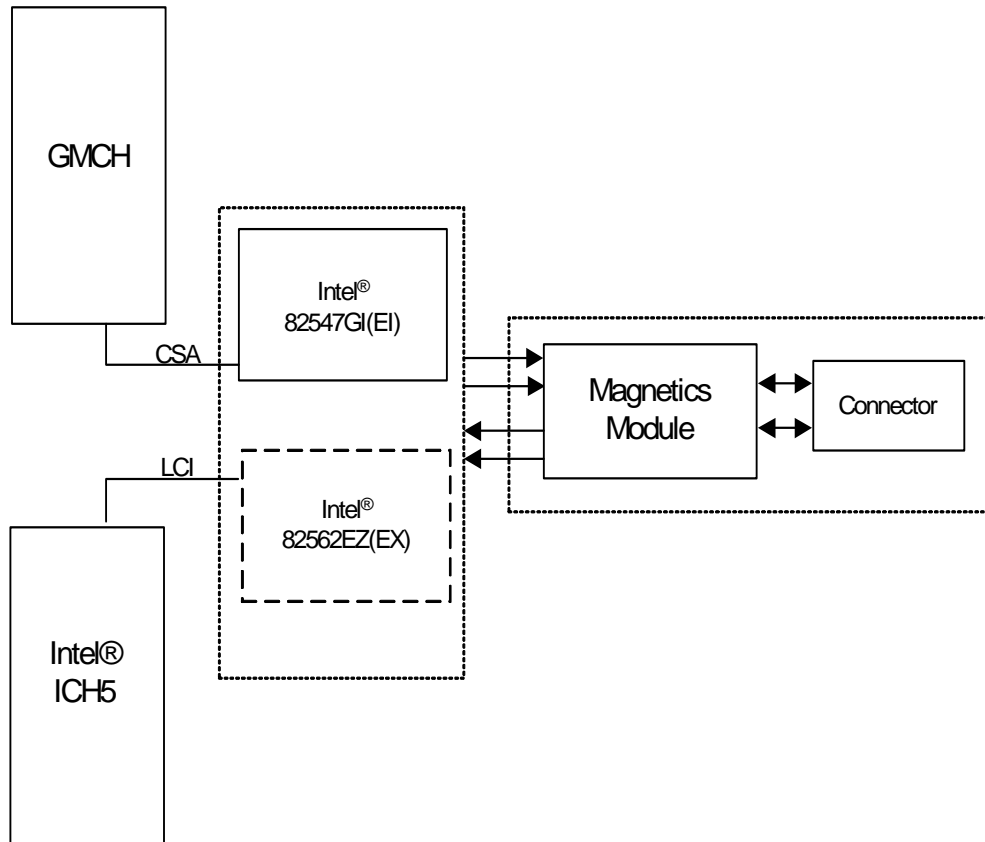 GMCH
CSA
Intel®
82547GI(EI)
Magnetics
Module
Connector
LCI
Intel®
82562EZ(EX)
Intel®
ICH5